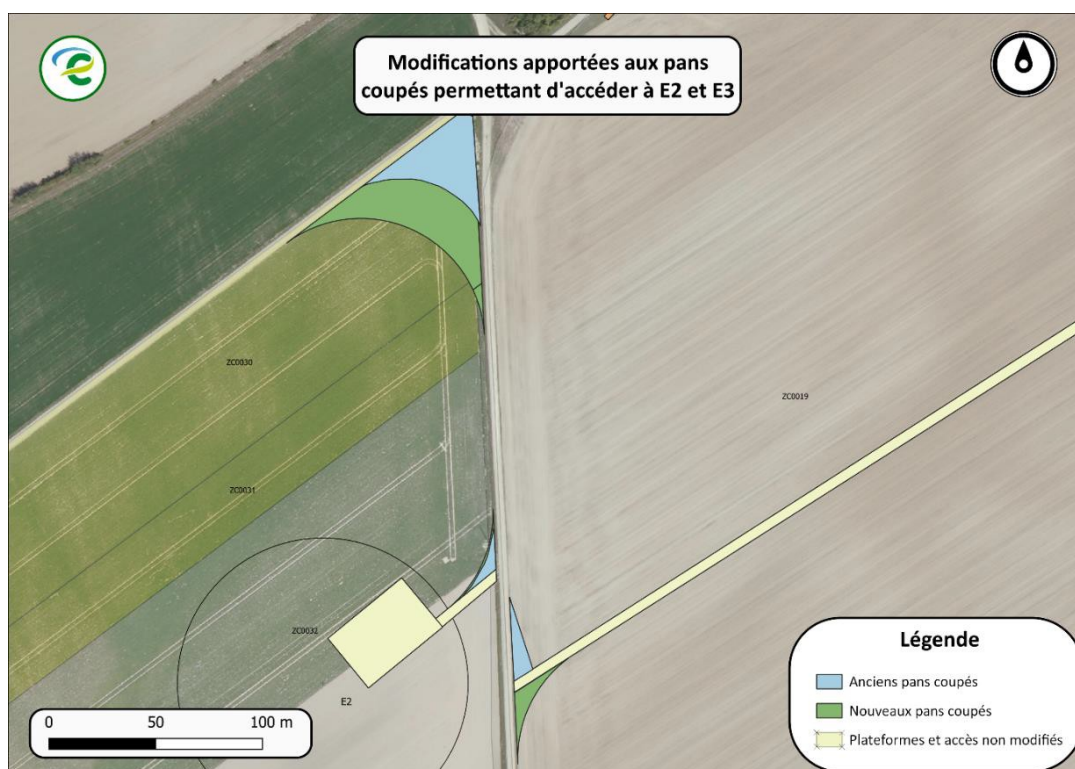 Modifications apportées aux pans
coupés permettant d'accéder à E2 et E3
ZC0030
ZC0019
ZC0031
ZC0032
E2
Légende
Anciens pans coupés
Nouveaux pans coupés
Plateformes et accès non modifiés
0 50 100 m